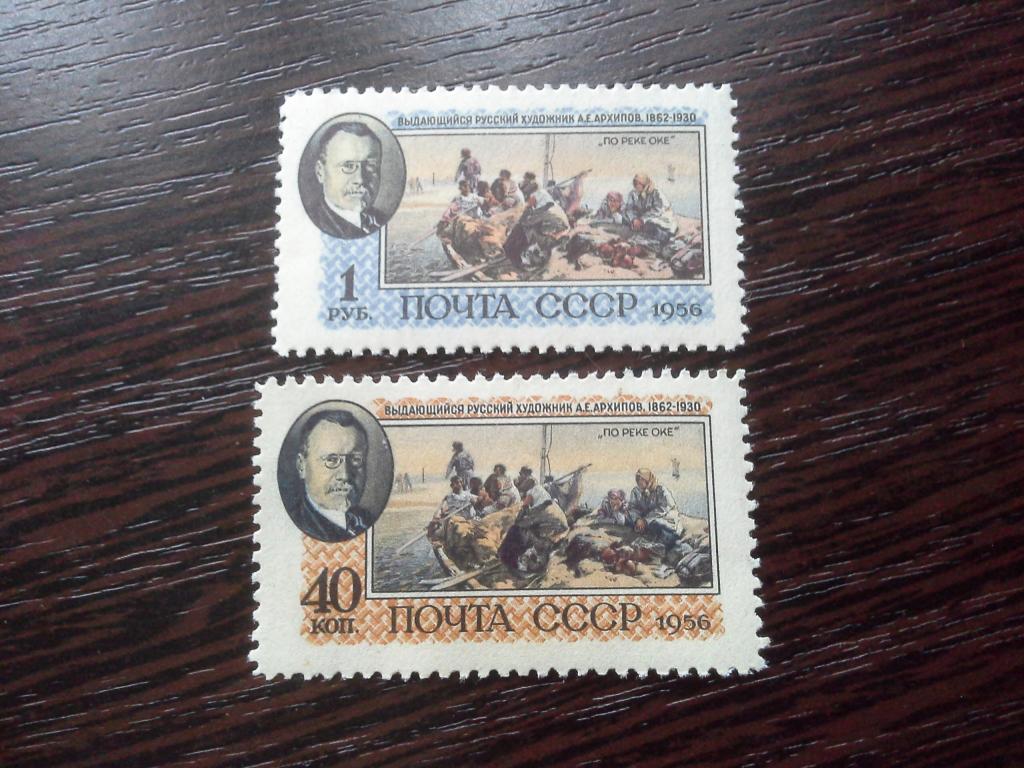 ВЫДАЮЩИЙСЯ РУССКИЙ ХУДОЖНИК А.Е.АРХИПОВ. 1862-1930
„ПО РЕКЕ ОКЕ"
1
РУБ.
ПОЧТА СССР 1956
ВЫДАЮЩИЙСЯ РУССКИЙ ХУДОЖНИК А.Е.АРХИПОВ. 1862-1930
„ПО РЕКЕ ОКЕ"
40
КОП.
ПОЧТА СССР 1956